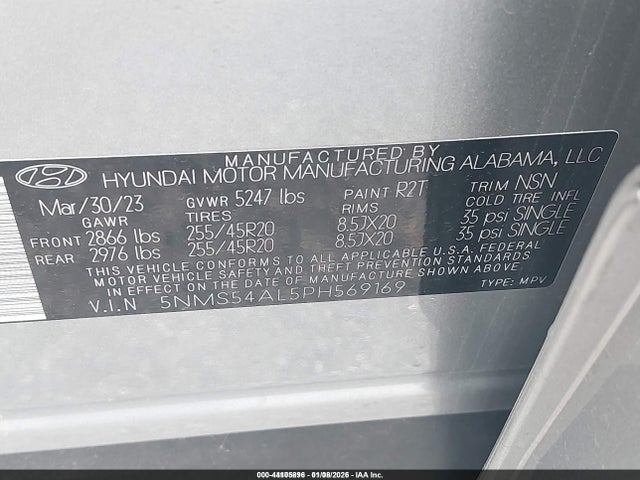 MANUFACTURED BY
HYUNDAI MOTOR MANUFACTURING ALABAMA, LLC
Mar/30/23 GVWR 5247 lbs PAINT R2T TRIM NSN
GAWR TIRES RIMS COLD TIRE INFL
FRONT 2866 lbs 255/45R20 8.5JX20 35 psi SINGLE
REAR 2976 lbs 255/45R20 8.5JX20 35 psi SINGLE
THIS VEHICLE CONFORMS TO ALL APPLICABLE U.S.A. FEDERAL
MOTOR VEHICLE SAFETY AND THEFT PREVENTION STANDARDS
IN EFFECT ON THE DATE OF MANUFACTURE SHOWN ABOVE.
V.I.N 5NMS54AL5PH569169 TYPE: MPV
000-44105896 - 01/08/2026 - IAA Inc.